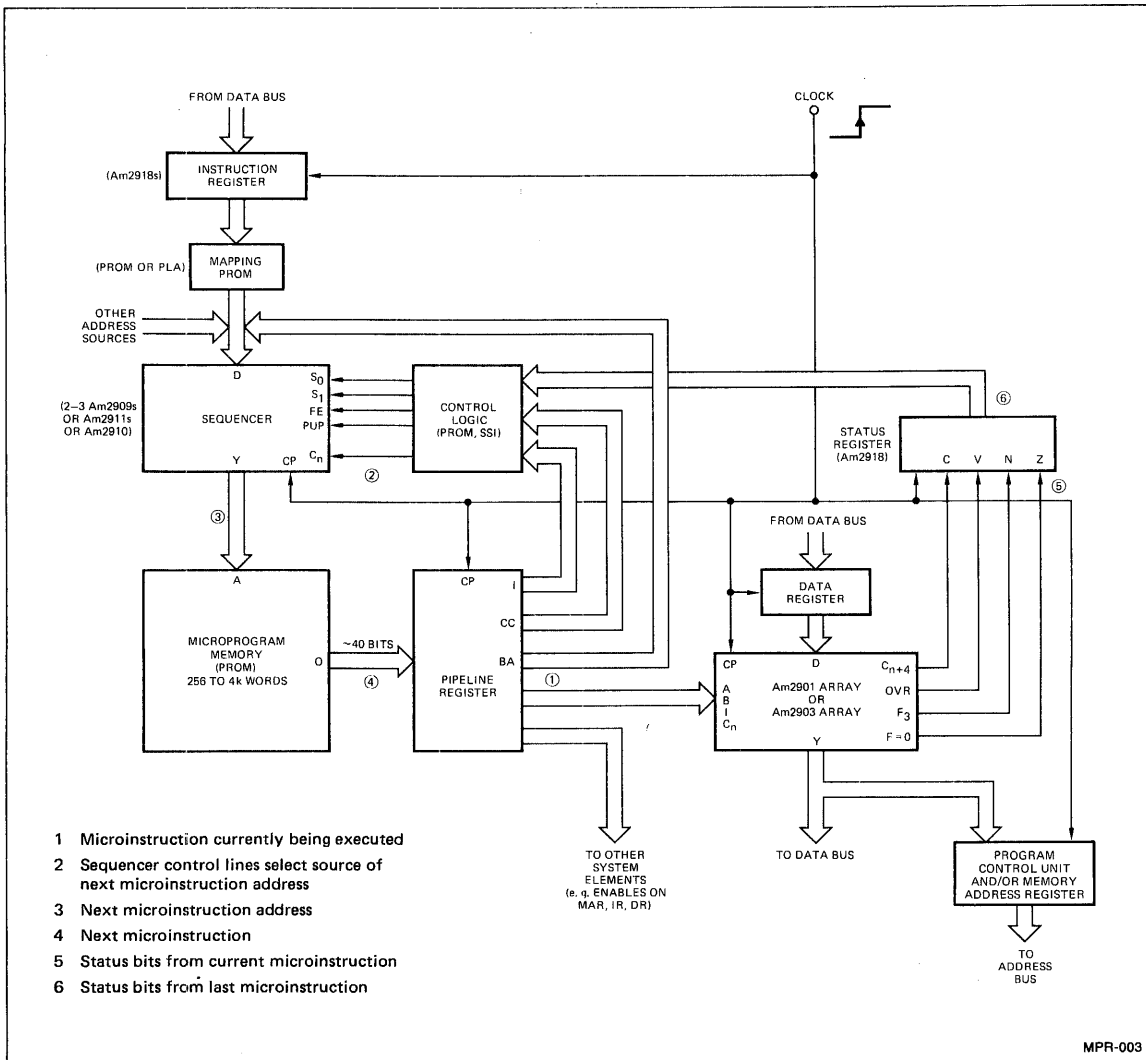 FROM DATA BUS
CLOCK
(Am2918s)
INSTRUCTION
REGISTER
(PROM OR PLA)
MAPPING
PROM
OTHER
ADDRESS
SOURCES
D
S0
S1
FE
PUP
Cn
(2–3 Am2909s
OR Am2911s
OR Am2910)
SEQUENCER
Y
CP
CONTROL
LOGIC
(PROM, SSI)
②
③
⑥
STATUS
REGISTER
(Am2918)
C V N Z
⑤
FROM DATA BUS
DATA
REGISTER
A
MICROPROGRAM
MEMORY
(PROM)
256 TO 4k WORDS
O
~40 BITS
④
CP
I
CC
BA
PIPELINE
REGISTER
①
CP
D
A
B
I
Cn
Am2901 ARRAY
OR
Am2903 ARRAY
Cn+4
OVR
F3
F = 0
Y
TO OTHER
SYSTEM
ELEMENTS
(e. g. ENABLES ON
MAR, IR, DR)
TO DATA BUS
PROGRAM
CONTROL UNIT
AND/OR MEMORY
ADDRESS REGISTER
TO
ADDRESS
BUS
1 Microinstruction currently being executed
2 Sequencer control lines select source of
next microinstruction address
3 Next microinstruction address
4 Next microinstruction
5 Status bits from current microinstruction
6 Status bits from last microinstruction
MPR-003